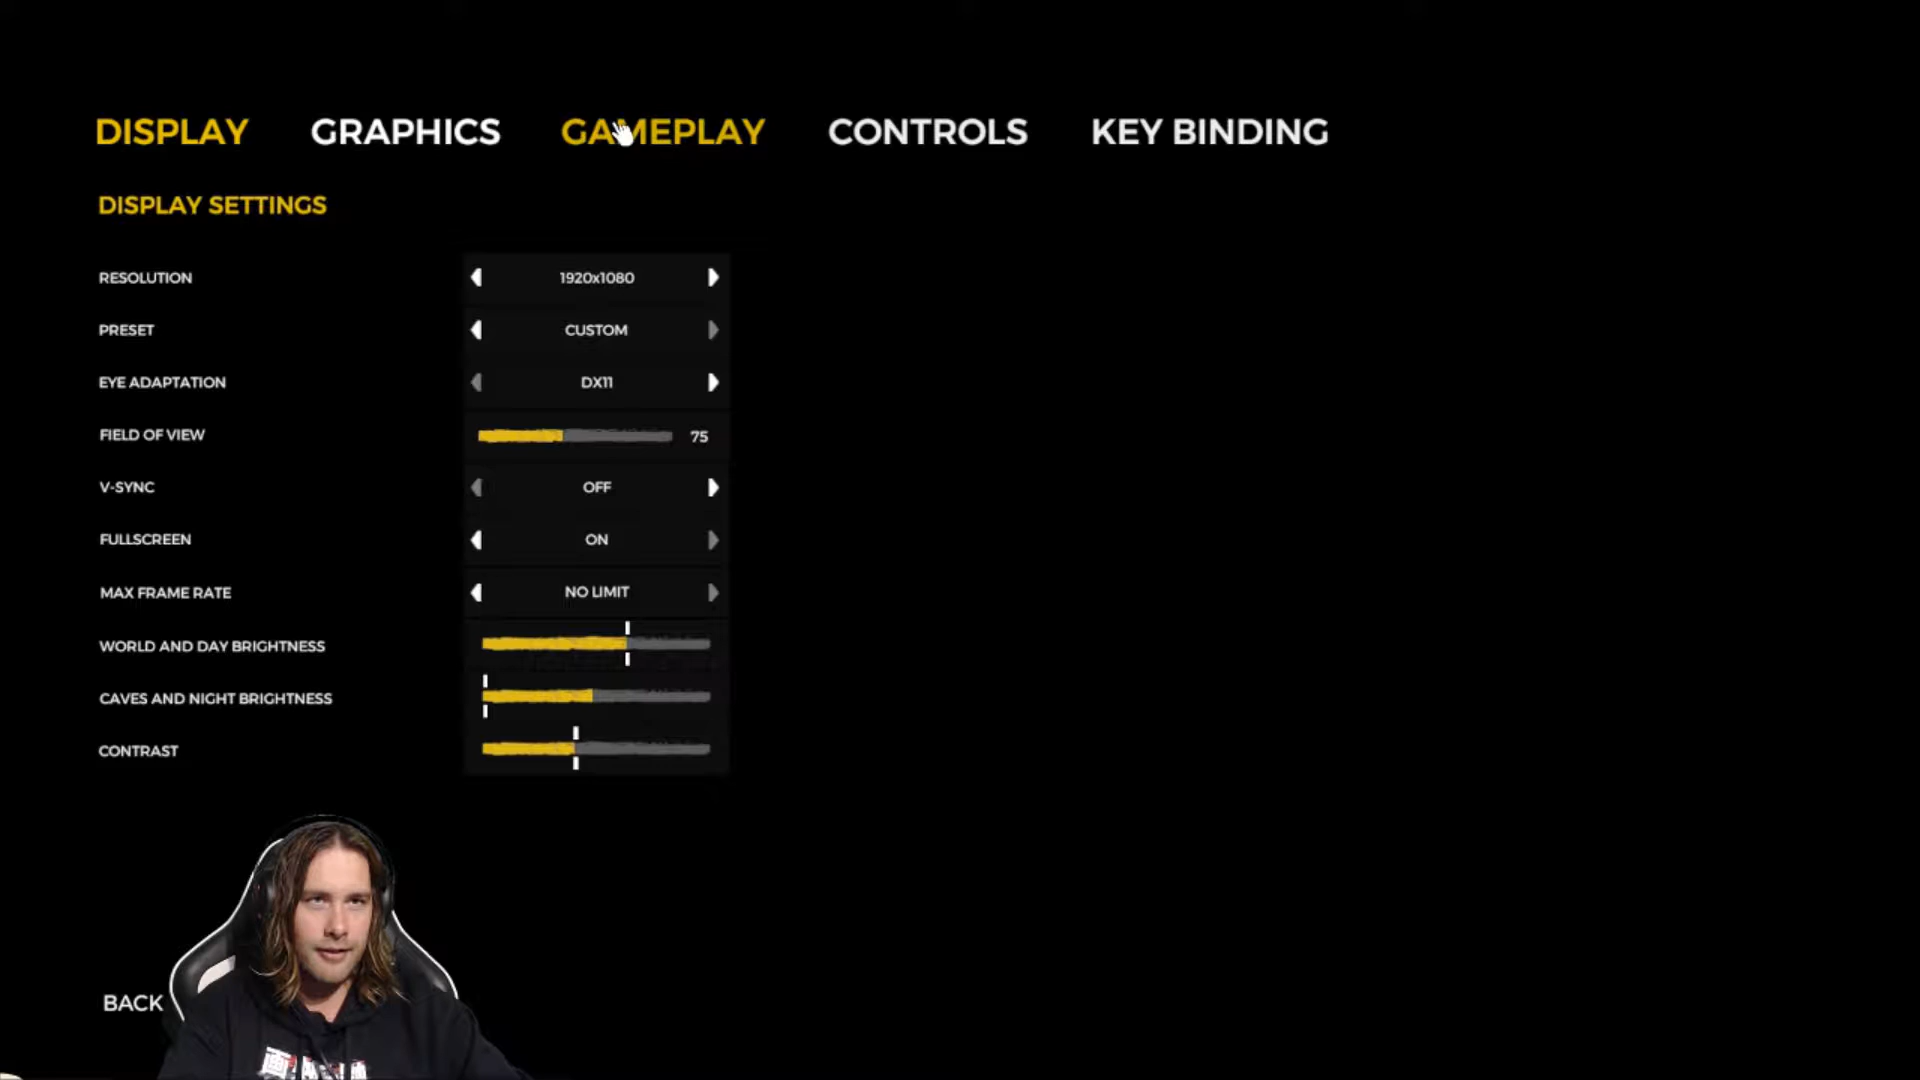 DISPLAY GRAPHICS GAMEPLAY CONTROLS KEY BINDING
DISPLAY SETTINGS
RESOLUTION 1920x1080
PRESET CUSTOM
EYE ADAPTATION DX11
FIELD OF VIEW 75
V-SYNC OFF
FULLSCREEN ON
MAX FRAME RATE NO LIMIT
WORLD AND DAY BRIGHTNESS
CAVES AND NIGHT BRIGHTNESS
CONTRAST
BACK